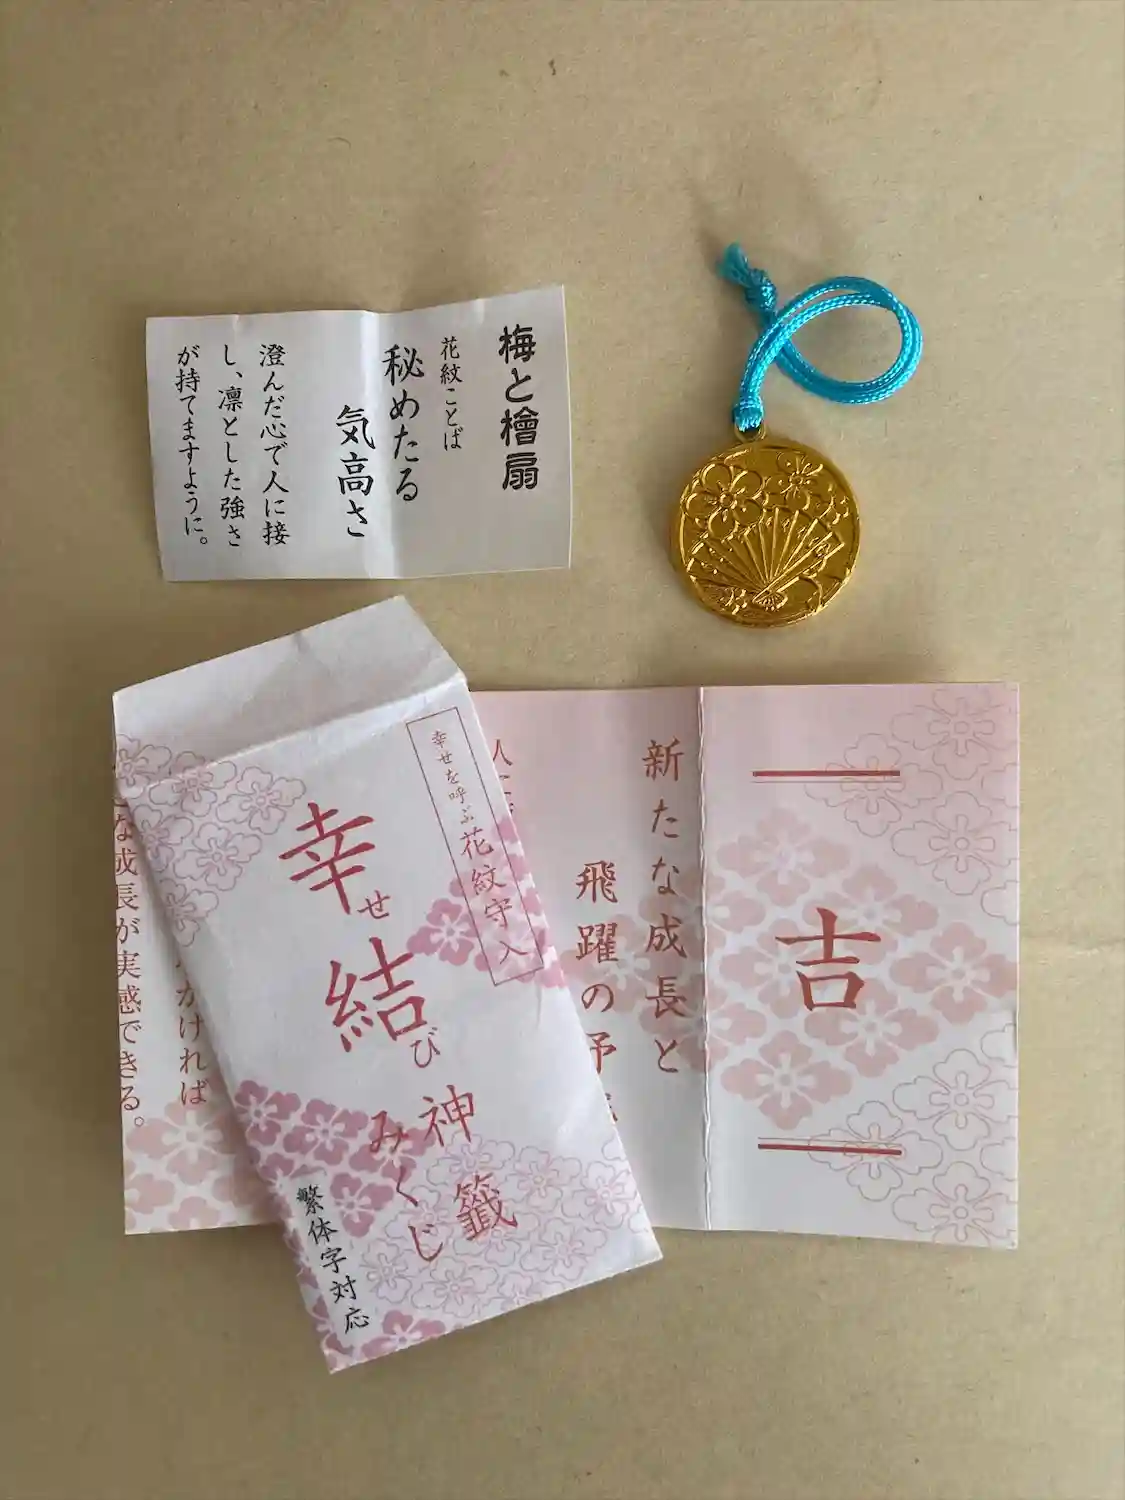 梅と檜扇
花紋ことば
秘めたる
気高さ
澄んだ心で人に接
し、凛とした強さ
が持てますように。
幸せを呼ぶ花紋守入
幸せ
結び
神籤
みくじ
繁体字対応
吉
新たな成長と
飛躍の予
がければ
な成長が実感できる。